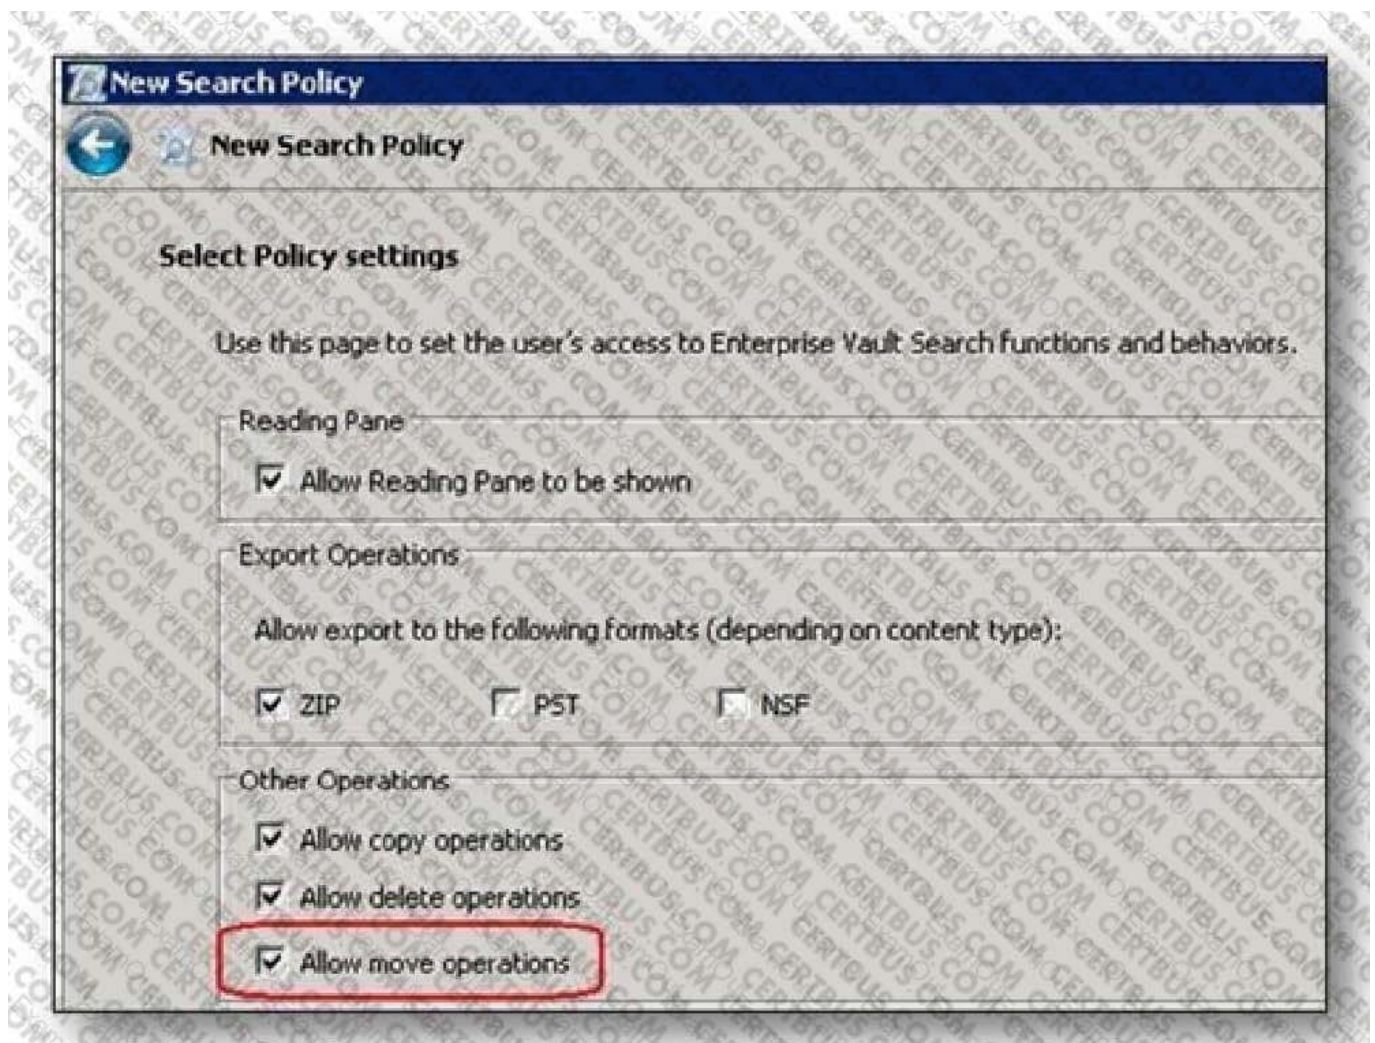 New Search Policy
New Search Policy
Select Policy settings
Use this page to set the user's access to Enterprise Vault Search functions and behaviors.
Reading Pane
Allow Reading Pane to be shown
Export Operations
Allow export to the following formats (depending on content type):
ZIP PST NSF
Other Operations
Allow copy operations
Allow delete operations
Allow move operations
CERTBUS.COM